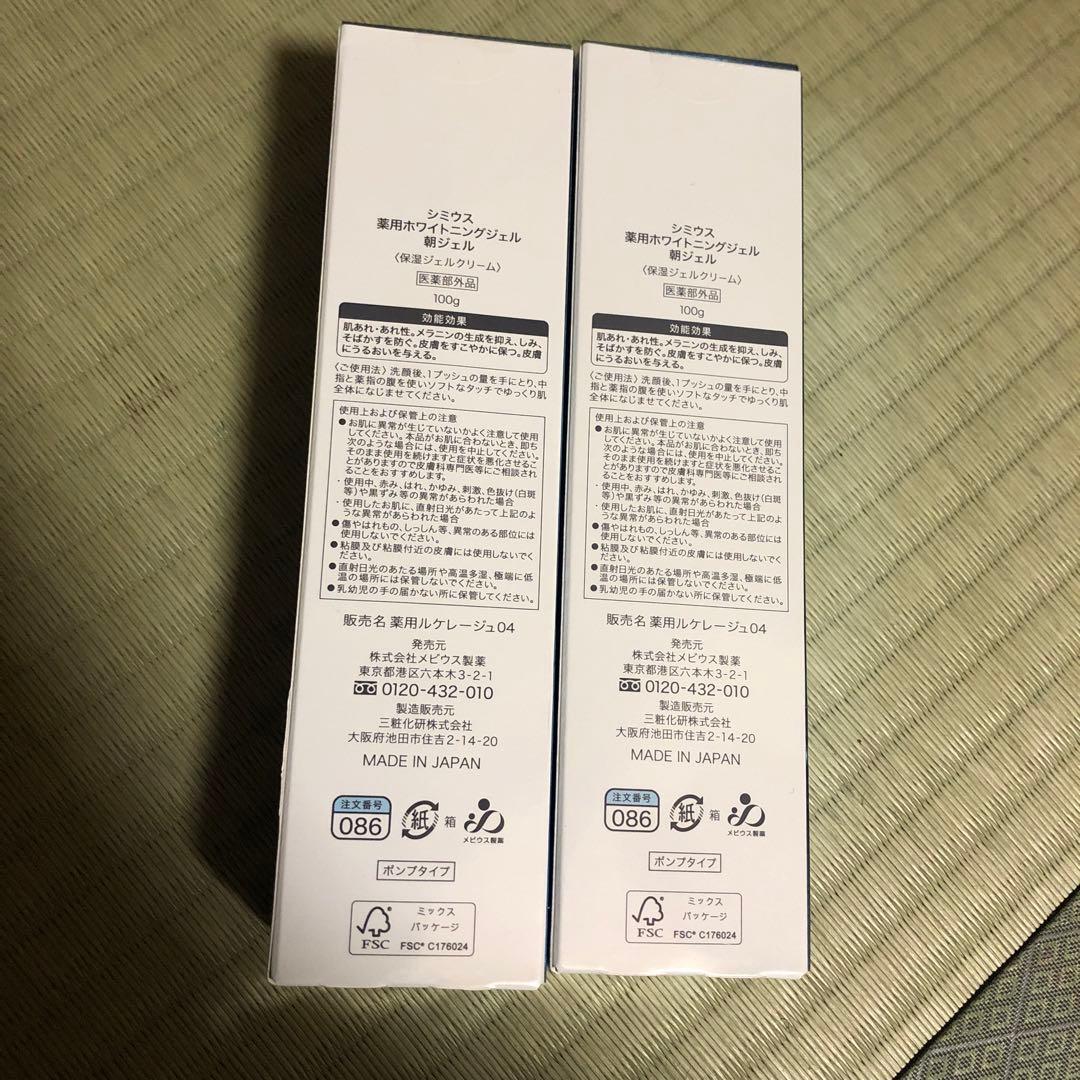 シミウス
薬用ホワイトニングジェル
朝ジェル
〈保湿ジェルクリーム〉
医薬部外品
100g
効能効果
肌あれ・あれ性。メラニンの生成を抑え、しみ、
そばかすを防ぐ。皮膚をすこやかに保つ。皮膚
にうるおいを与える。
〈ご使用法〉洗顔後、1プッシュの量を手にとり、中
指と薬指の腹を使いソフトなタッチでゆっくり肌
全体になじませてください。
使用上および保管上の注意
●お肌に異常が生じていないかよく注意して使用
してください。本品がお肌に合わないとき、即ち
次のような場合には、使用を中止してください。
そのまま使用を続けますと症状を悪化させるこ
とがありますので皮膚科専門医等にご相談され
ることをおすすめします。
・使用中、赤み、はれ、かゆみ、刺激、色抜け(白斑
等)や黒ずみ等の異常があらわれた場合
・使用したお肌に、直射日光があたって上記のよ
うな異常があらわれた場合
●傷やはれもの、しっしん等、異常のある部位には
使用しないでください。
●粘膜及び粘膜付近の皮膚には使用しないでく
ださい。
●直射日光のあたる場所や高温多湿、極端に低
温の場所には保管しないでください。
●乳幼児の手の届かない所に保管してください。
販売名 薬用ルケレージュ04
発売元
株式会社メビウス製薬
東京都港区六本木3-2-1
0120-432-010
製造販売元
三粧化研株式会社
大阪府池田市住吉2-14-20
MADE IN JAPAN
注文番号
086
紙
箱
メビウス製薬
ポンプタイプ
FSC
ミックス
パッケージ
FSC® C176024
シミウス
薬用ホワイトニングジェル
朝ジェル
〈保湿ジェルクリーム〉
医薬部外品
100g
効能効果
肌あれ・あれ性。メラニンの生成を抑え、しみ、
そばかすを防ぐ。皮膚をすこやかに保つ。皮膚
にうるおいを与える。
〈ご使用法〉洗顔後、1プッシュの量を手にとり、中
指と薬指の腹を使いソフトなタッチでゆっくり肌
全体になじませてください。
使用上および保管上の注意
●お肌に異常が生じていないかよく注意して使用
してください。本品がお肌に合わないとき、即ち
次のような場合には、使用を中止してください。
そのまま使用を続けますと症状を悪化させるこ
とがありますので皮膚科専門医等にご相談され
ることをおすすめします。
・使用中、赤み、はれ、かゆみ、刺激、色抜け(白斑
等)や黒ずみ等の異常があらわれた場合
・使用したお肌に、直射日光があたって上記のよ
うな異常があらわれた場合
●傷やはれもの、しっしん等、異常のある部位には
使用しないでください。
●粘膜及び粘膜付近の皮膚には使用しないでく
ださい。
●直射日光のあたる場所や高温多湿、極端に低
温の場所には保管しないでください。
●乳幼児の手の届かない所に保管してください。
販売名 薬用ルケレージュ04
発売元
株式会社メビウス製薬
東京都港区六本木3-2-1
0120-432-010
製造販売元
三粧化研株式会社
大阪府池田市住吉2-14-20
MADE IN JAPAN
注文番号
086
紙
箱
メビウス製薬
ポンプタイプ
FSC
ミックス
パッケージ
FSC® C176024